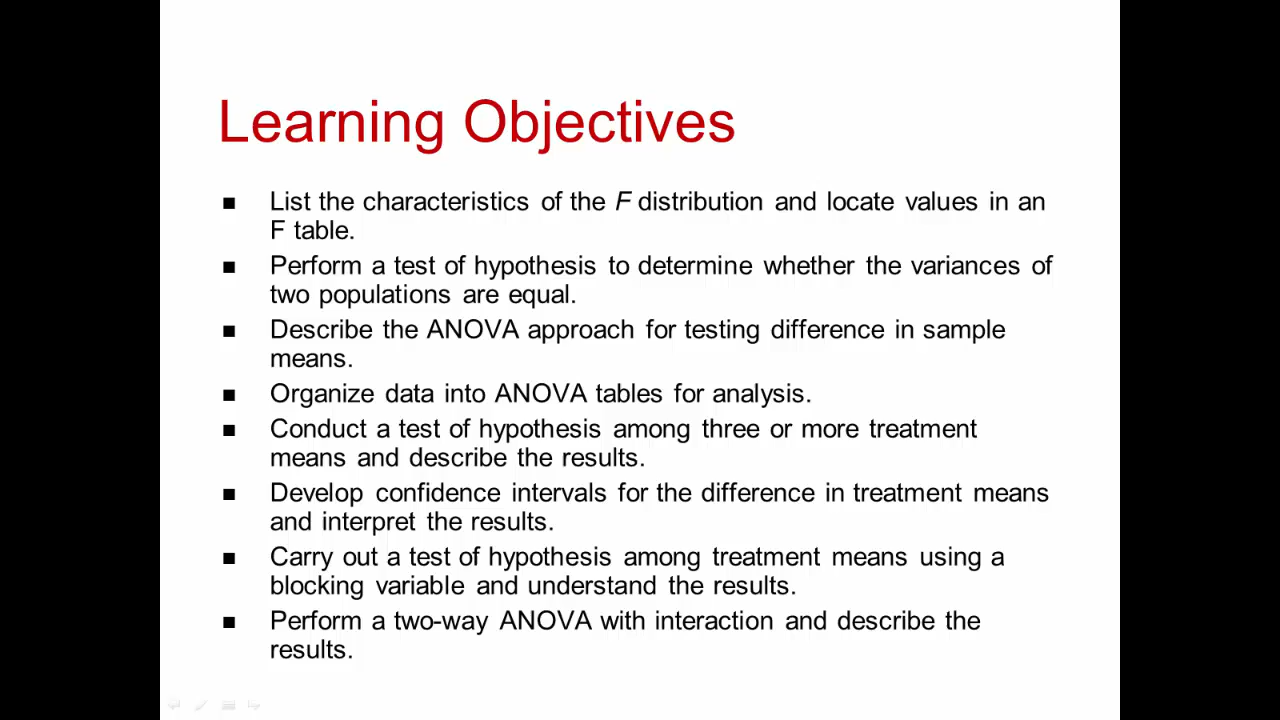 Learning Objectives
■ List the characteristics of the F distribution and locate values in an
F table.
■ Perform a test of hypothesis to determine whether the variances of
two populations are equal.
■ Describe the ANOVA approach for testing difference in sample
means.
■ Organize data into ANOVA tables for analysis.
■ Conduct a test of hypothesis among three or more treatment
means and describe the results.
■ Develop confidence intervals for the difference in treatment means
and interpret the results.
■ Carry out a test of hypothesis among treatment means using a
blocking variable and understand the results.
■ Perform a two-way ANOVA with interaction and describe the
results.